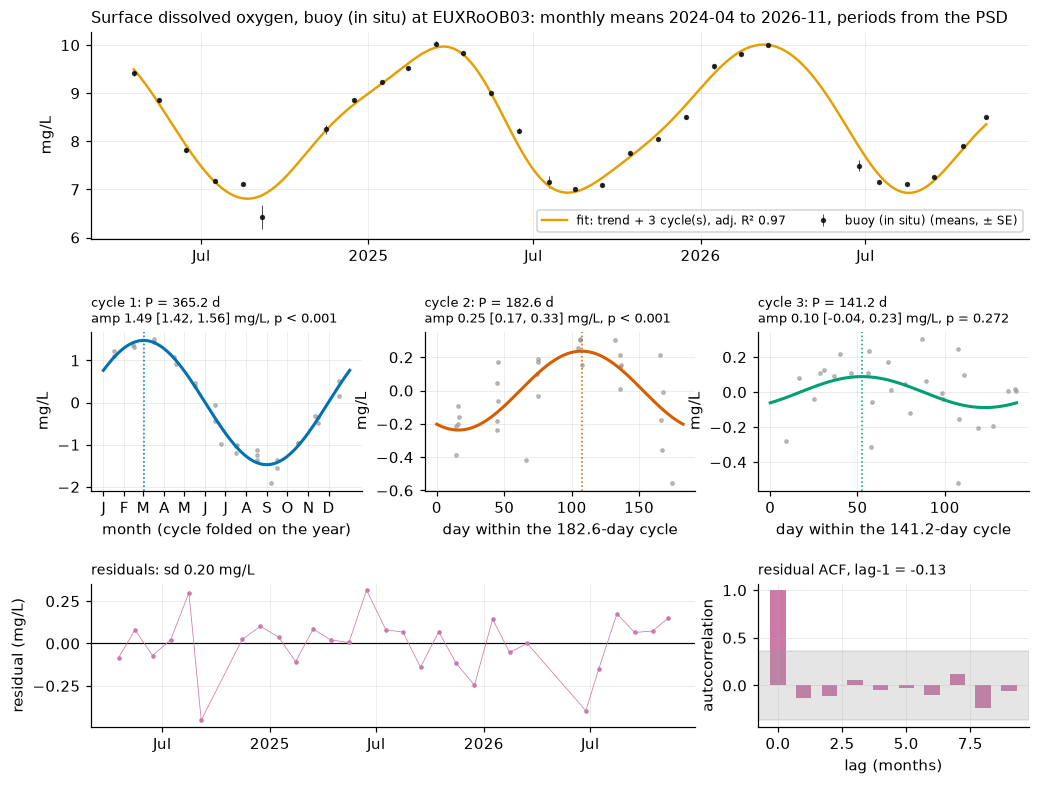 Surface dissolved oxygen, buoy (in situ) at EUXRoOB03: monthly means 2024-04 to 2026-11, periods from the PSD
10
9
8
7
6
mg/L
Jul
2025
Jul
2026
Jul
fit: trend + 3 cycle(s), adj. R² 0.97
buoy (in situ) (means, ± SE)
cycle 1: P = 365.2 d
amp 1.49 [1.42, 1.56] mg/L, p < 0.001
1
0
−1
−2
mg/L
J F M A M J J A S O N D
month (cycle folded on the year)
cycle 2: P = 182.6 d
amp 0.25 [0.17, 0.33] mg/L, p < 0.001
0.2
0.0
−0.2
−0.4
−0.6
mg/L
0 50 100 150
day within the 182.6-day cycle
cycle 3: P = 141.2 d
amp 0.10 [-0.04, 0.23] mg/L, p = 0.272
0.2
0.0
−0.2
−0.4
mg/L
0 50 100
day within the 141.2-day cycle
residuals: sd 0.20 mg/L
0.25
0.00
−0.25
residual (mg/L)
Jul
2025
Jul
2026
Jul
residual ACF, lag-1 = -0.13
1.0
0.5
0.0
autocorrelation
0.0 2.5 5.0 7.5
lag (months)